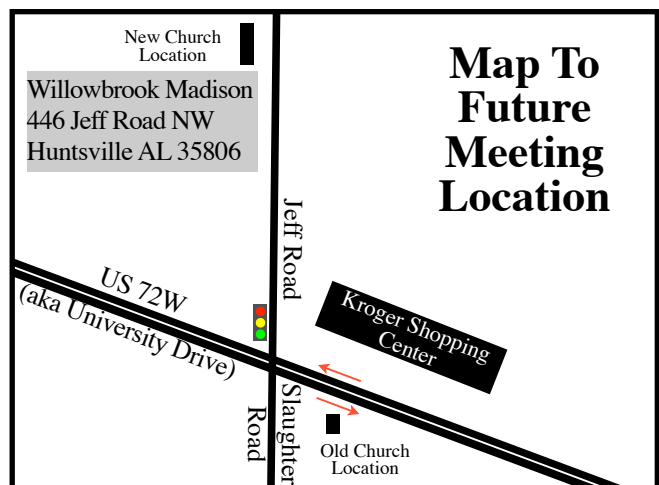 New Church
Location
Willowbrook Madison
446 Jeff Road NW
Huntsville AL 35806
Map To
Future
Meeting
Location
Jeff Road
US 72W
(aka University Drive)
Kroger Shopping
Center
Slaughter
Road
Old Church
Location